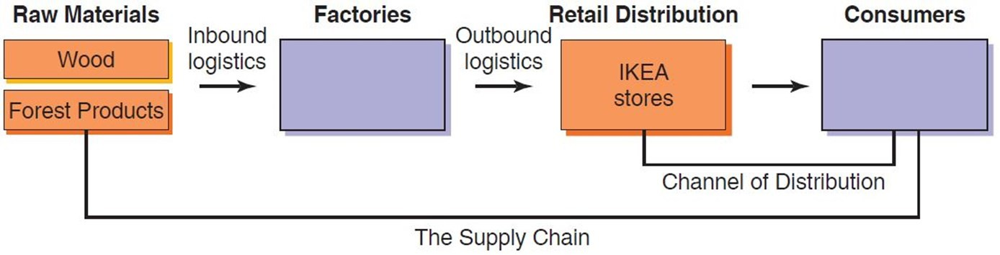 Raw Materials
Factories
Retail Distribution
Consumers
Wood
Forest Products
Inbound
logistics
Outbound
logistics
IKEA
stores
Channel of Distribution
The Supply Chain